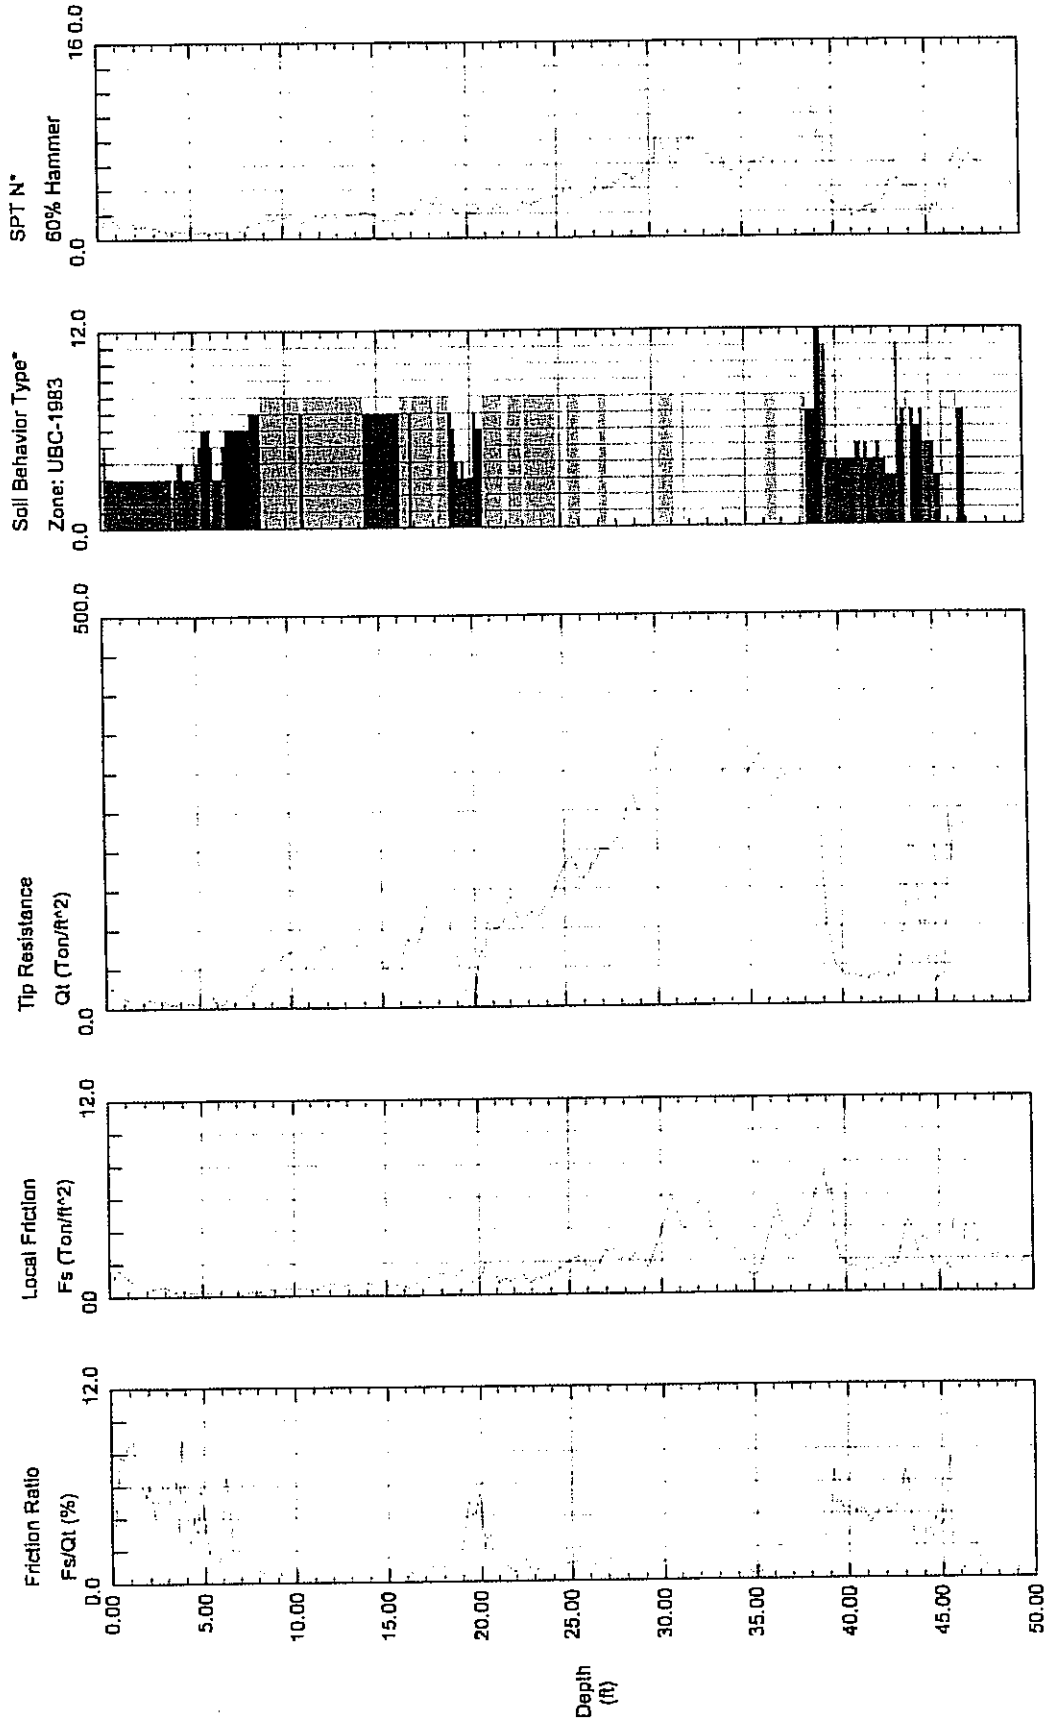 Friction Ratio
Fs/Qt (%)
0.0
12.0
Local Friction
Fs (Ton/ft^2)
00
12.0
Tip Resistance
Qt (Ton/ft^2)
0.0
500.0
Soil Behavior Type*
Zone: UBC-1983
0.0
12.0
SPT N*
60% Hammer
0.0
16 0.0
0.00
5.00
10.00
15.00
20.00
25.00
30.00
35.00
40.00
45.00
50.00
Depth
(ft)